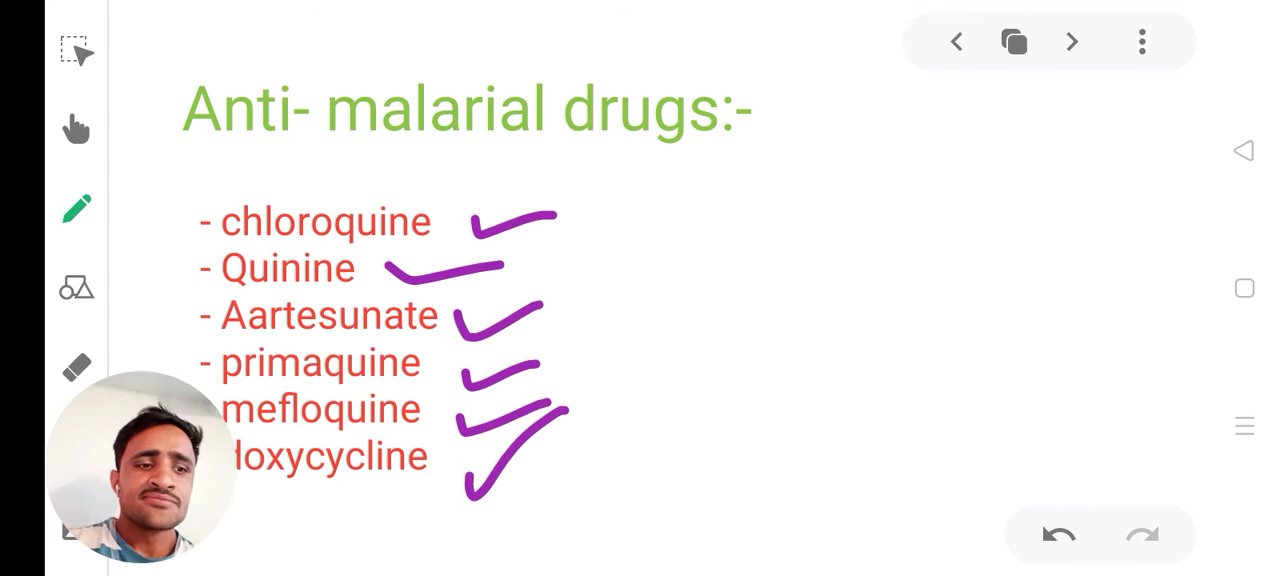 Anti- malarial drugs:-
- chloroquine
- Quinine
- Aartesunate
- primaquine
mefloquine
doxycycline